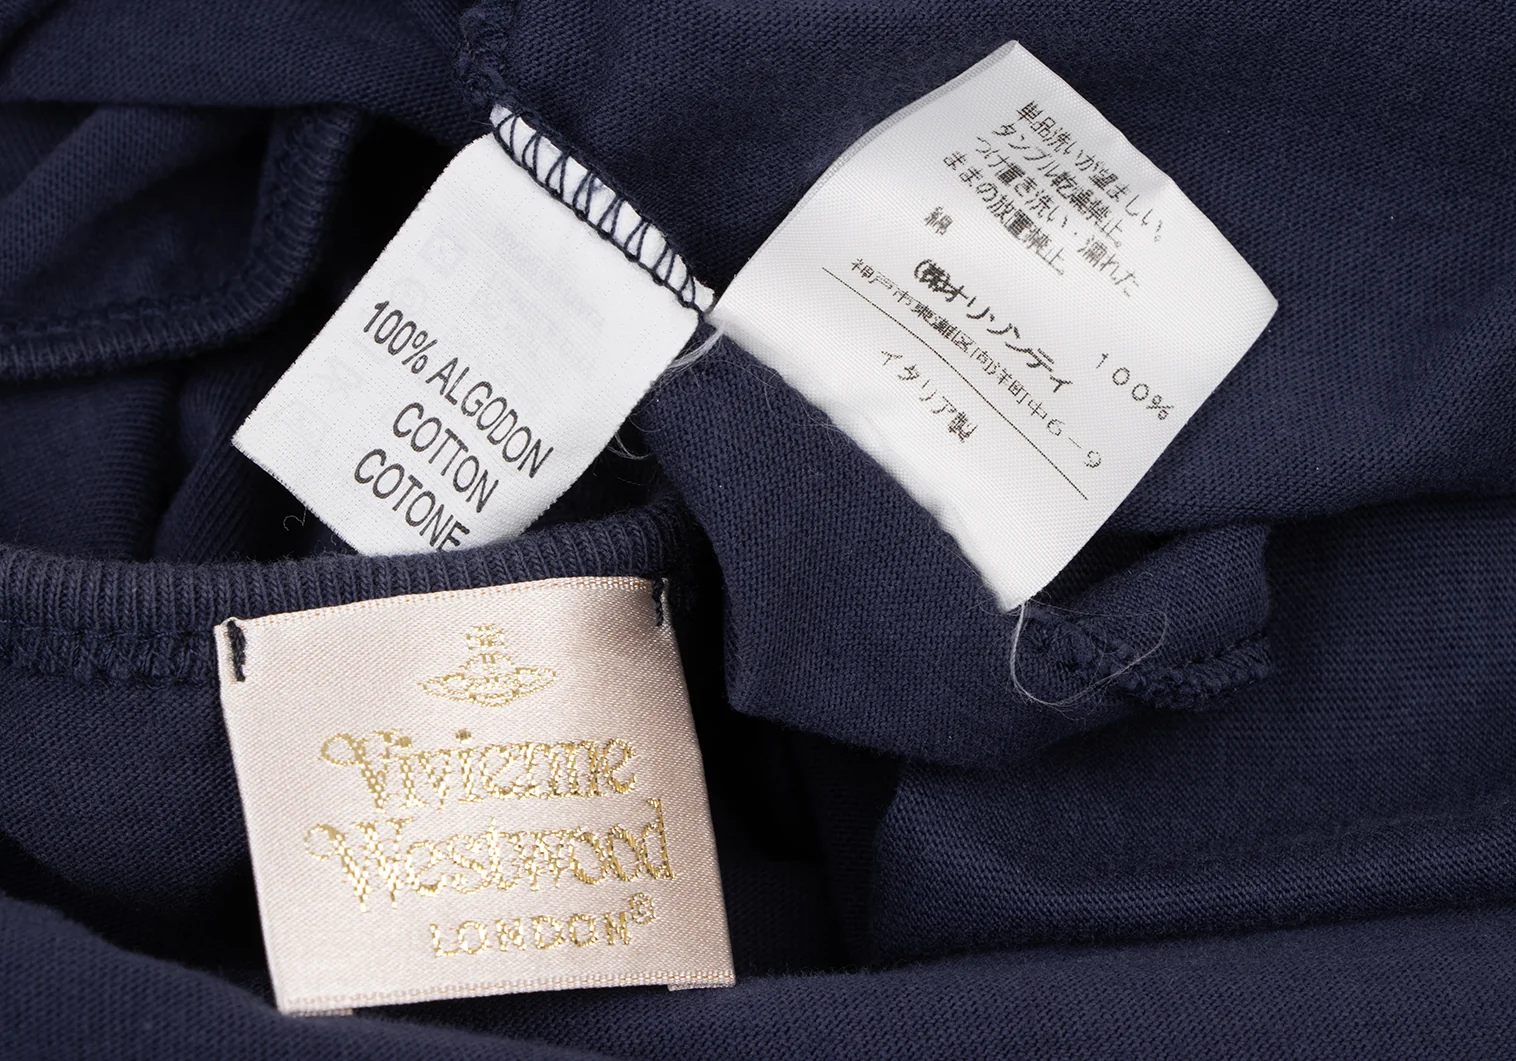 100% ALGODON
COTTON
COTONE
単品洗いが望ましい。
タンブル乾燥禁止。
つけ置き洗い・濡れた
ままの放置禁止。
綿 100%
(株)オリゾンティ
神戸市東灘区向洋町中6-9
イタリア製
Vivienne
Westwood
LONDON®